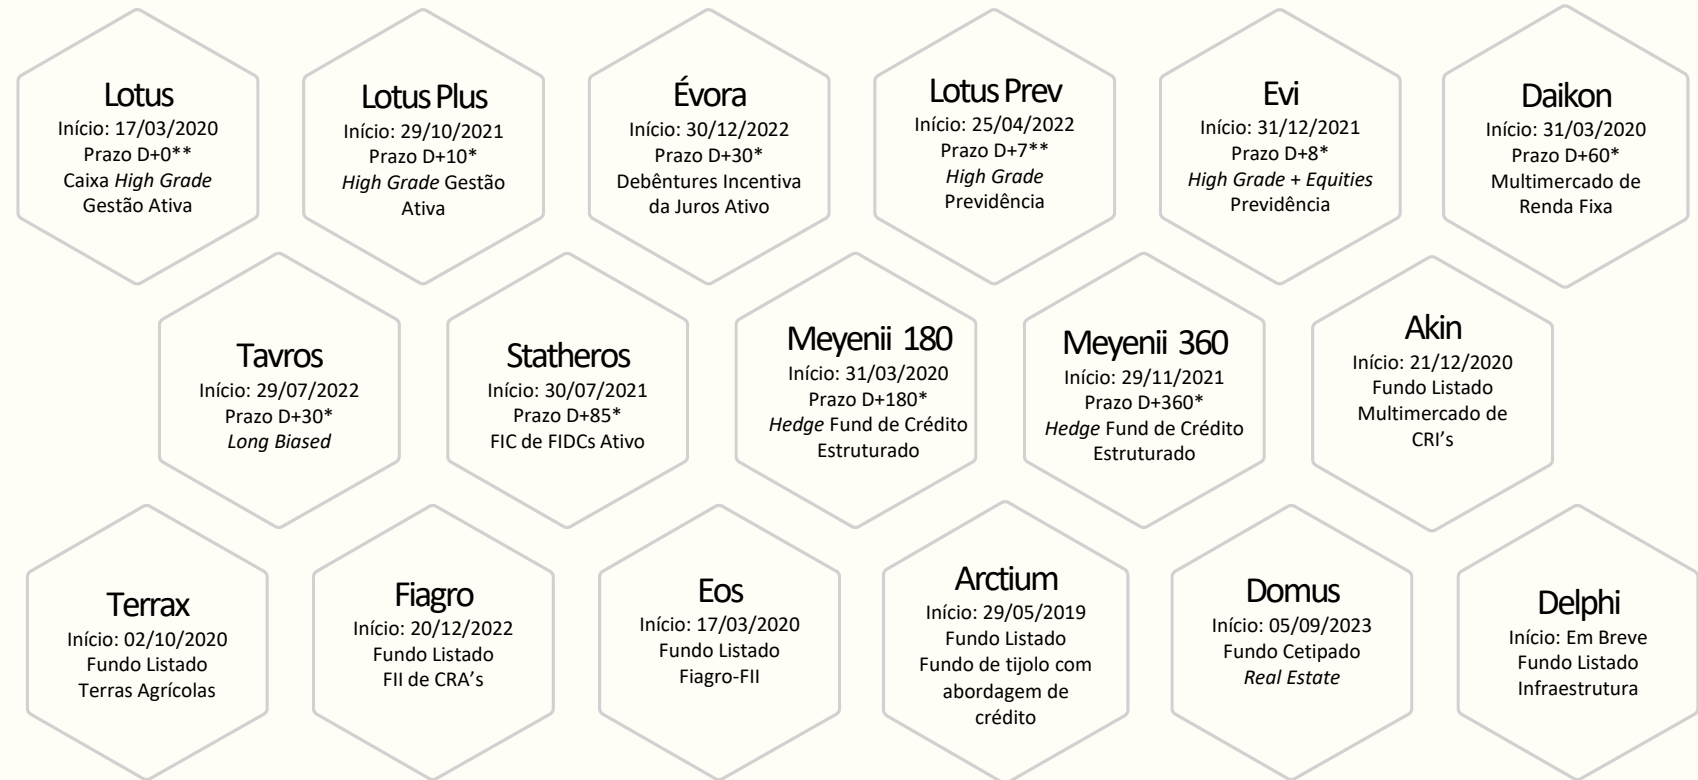 Lotus
Início: 17/03/2020
Prazo D+0**
Caixa High Grade
Gestão Ativa
Lotus Plus
Início: 29/10/2021
Prazo D+10*
High Grade Gestão
Ativa
Évora
Início: 30/12/2022
Prazo D+30*
Debêntures Incentiva
da Juros Ativo
Lotus Prev
Início: 25/04/2022
Prazo D+7**
High Grade
Previdência
Evi
Início: 31/12/2021
Prazo D+8*
High Grade + Equities
Previdência
Daikon
Início: 31/03/2020
Prazo D+60*
Multimercado de
Renda Fixa
Tavros
Início: 29/07/2022
Prazo D+30*
Long Biased
Statheros
Início: 30/07/2021
Prazo D+85*
FIC de FIDCs Ativo
Meyenii 180
Início: 31/03/2020
Prazo D+180*
Hedge Fund de Crédito
Estruturado
Meyenii 360
Início: 29/11/2021
Prazo D+360*
Hedge Fund de Crédito
Estruturado
Akin
Início: 21/12/2020
Fundo Listado
Multimercado de
CRI’s
Terrax
Início: 02/10/2020
Fundo Listado
Terras Agrícolas
Fiagro
Início: 20/12/2022
Fundo Listado
FII de CRA’s
Eos
Início: 17/03/2020
Fundo Listado
Fiagro-FII
Arctium
Início: 29/05/2019
Fundo Listado
Fundo de tijolo com
abordagem de
crédito
Domus
Início: 05/09/2023
Fundo Cetipado
Real Estate
Delphi
Início: Em Breve
Fundo Listado
Infraestrutura